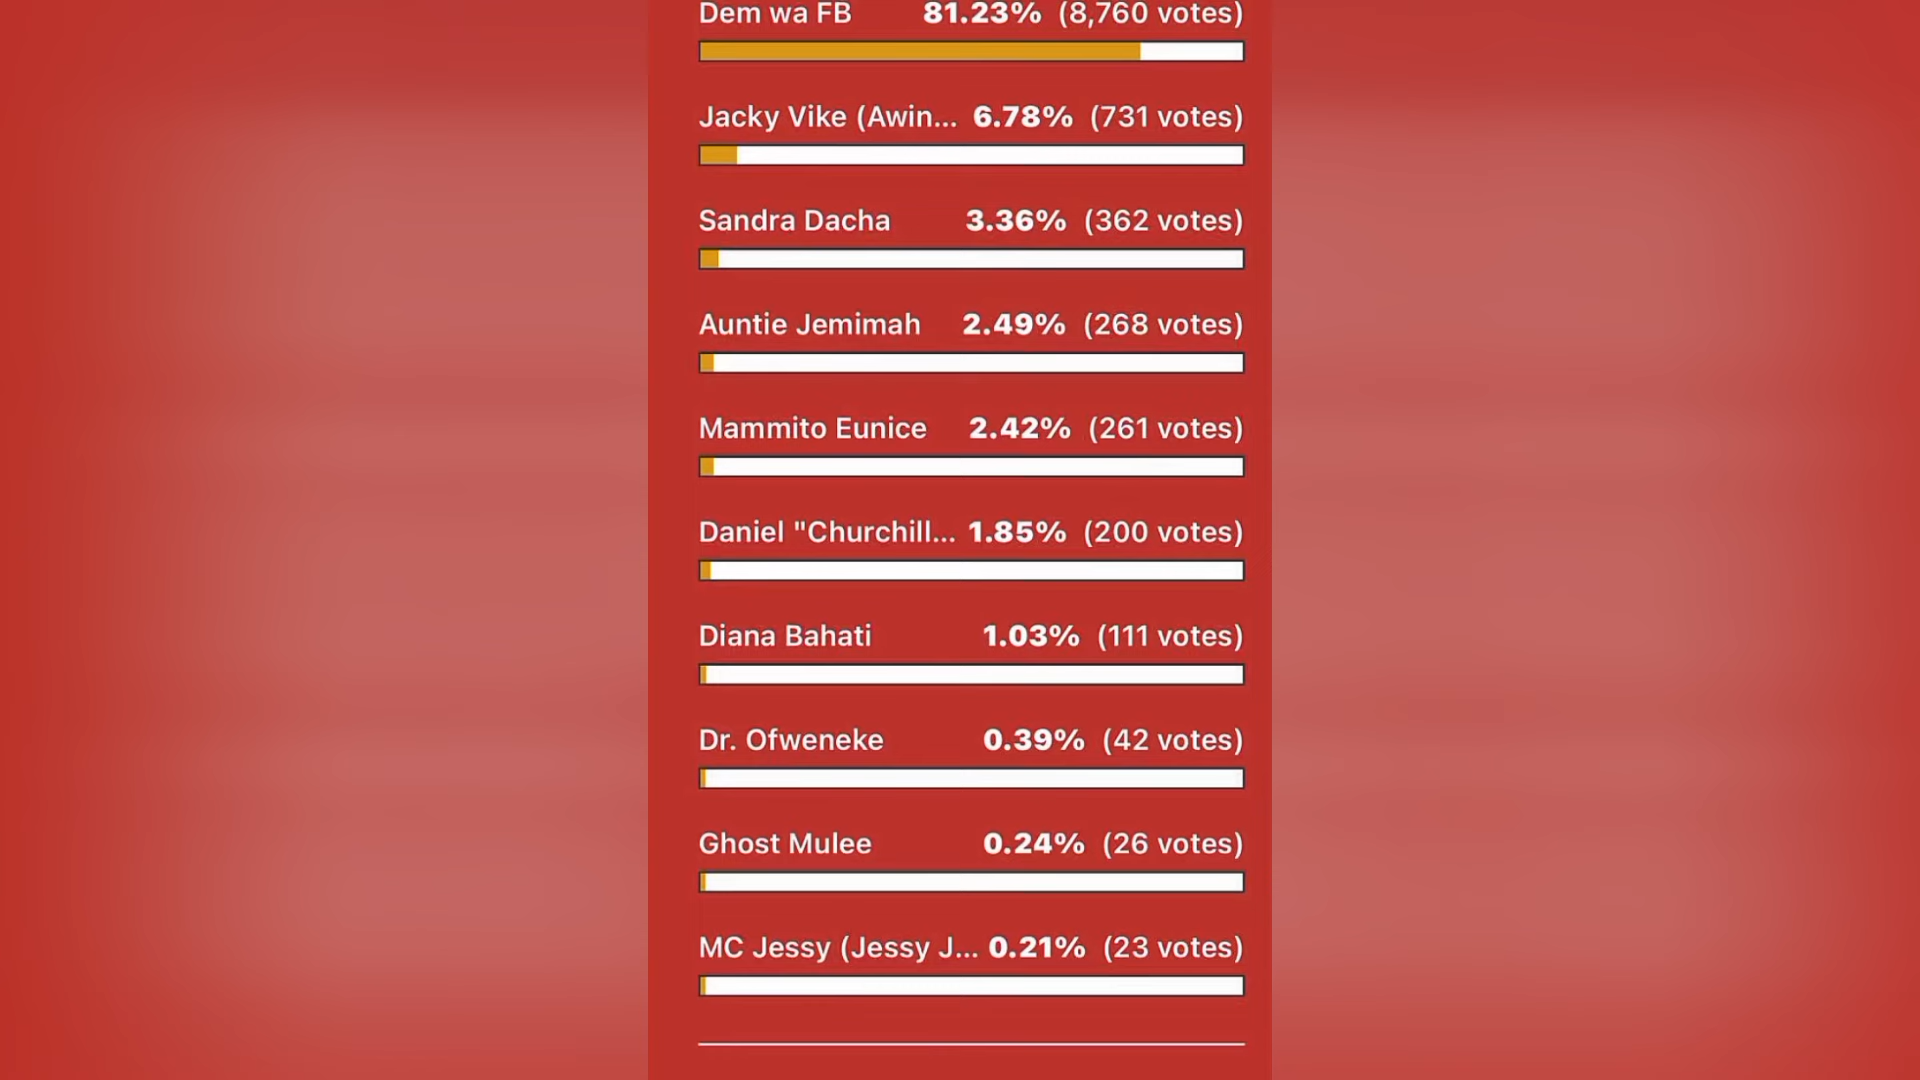 Dem wa FB 81.23% (8,760 votes)
Jacky Vike (Awin... 6.78% (731 votes)
Sandra Dacha 3.36% (362 votes)
Auntie Jemimah 2.49% (268 votes)
Mammito Eunice 2.42% (261 votes)
Daniel "Churchill... 1.85% (200 votes)
Diana Bahati 1.03% (111 votes)
Dr. Ofweneke 0.39% (42 votes)
Ghost Mulee 0.24% (26 votes)
MC Jessy (Jessy J... 0.21% (23 votes)